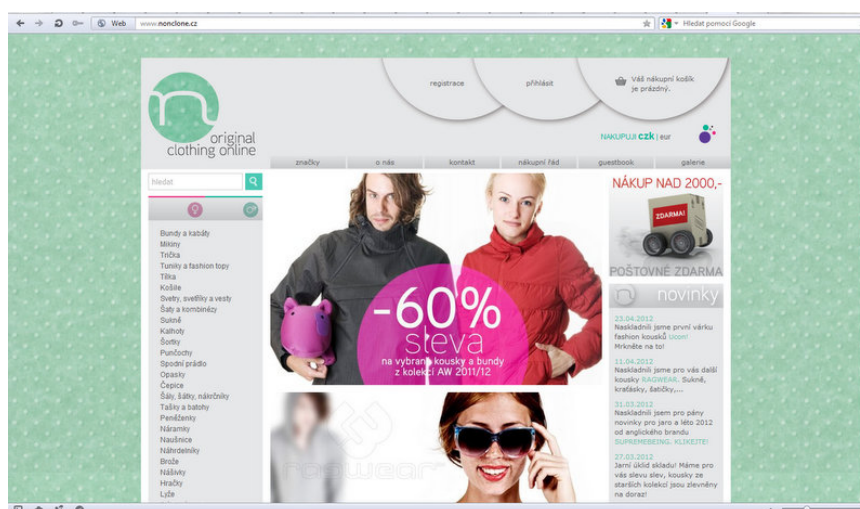 Web
www.nonclone.cz
Hledat pomocí Google
n
original
clothing online
registrace
přihlásit
Váš nákupní košík
je prázdný.
NAKUPUJI czk | eur
značky
o nás
kontakt
nákupní řád
guestbook
galerie
hledat
Bundy a kabáty
Mikiny
Trička
Tuniky a fashion topy
Tílka
Košile
Svetry, svetříky a vesty
Šaty a kombinézy
Sukně
Kalhoty
Šortky
Punčochy
Spodní prádlo
Opasky
Čepice
Šály, šátky, nákrčníky
Tašky a batohy
Peněženky
Náramky
Naušnice
Náhrdelníky
Brože
Nášivky
Hračky
Lyže
-60%
sleva
na vybrané kousky a bundy
z kolekcí AW 2011/12
ragwear
NÁKUP NAD 2000,-
ZDARMA!
POŠTOVNÉ ZDARMA
n novinky
23.04.2012
Naskladnili jsme první várku
fashion kousků Ucon!
Mrkněte na to!
11.04.2012
Naskladnili jsme pro vás další
kousky RAGWEAR. Sukně,
kraťásky, šatičky,...
31.03.2012
Naskladnili jsem pro pány
novinky pro jaro a léto 2012
od anglického brandu
SUPREMEBEING. KLIKEJTE!
27.03.2012
Jarní úklid skladu! Máme pro
vás slevu slev, kousky ze
starších kolekcí jsou zlevněny
na doraz!